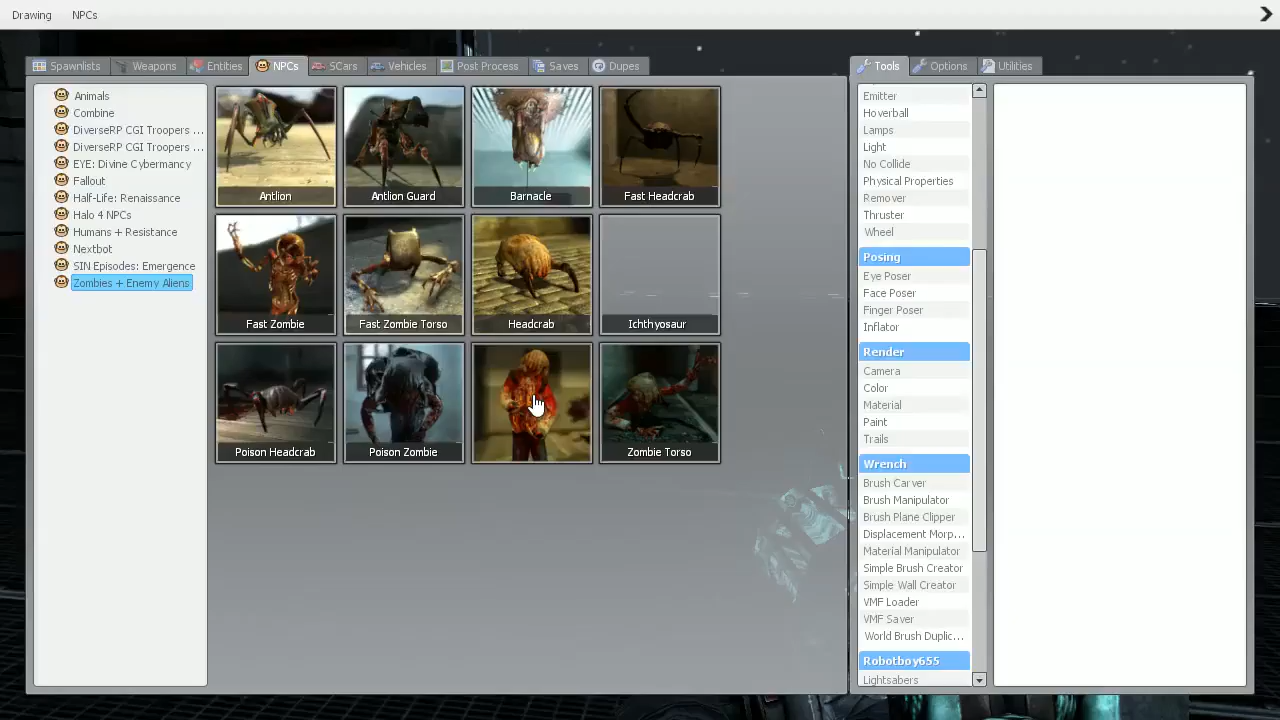 Drawing
NPCs
Spawnlists
Weapons
Entities
NPCs
SCars
Vehicles
Post Process
Saves
Dupes
Tools
Options
Utilities
Animals
Combine
DiverseRP CGI Troopers ...
DiverseRP CGI Troopers ...
EYE: Divine Cybermancy
Fallout
Half-Life: Renaissance
Halo 4 NPCs
Humans + Resistance
Nextbot
SIN Episodes: Emergence
Zombies + Enemy Aliens
Antlion
Antlion Guard
Barnacle
Fast Headcrab
Fast Zombie
Fast Zombie Torso
Headcrab
Ichthyosaur
Poison Headcrab
Poison Zombie
Zombie Torso
Emitter
Hoverball
Lamps
Light
No Collide
Physical Properties
Remover
Thruster
Wheel
Posing
Eye Poser
Face Poser
Finger Poser
Inflator
Render
Camera
Color
Material
Paint
Trails
Wrench
Brush Carver
Brush Manipulator
Brush Plane Clipper
Displacement Morp...
Material Manipulator
Simple Brush Creator
Simple Wall Creator
VMF Loader
VMF Saver
World Brush Duplic...
Robotboy655
Lightsabers